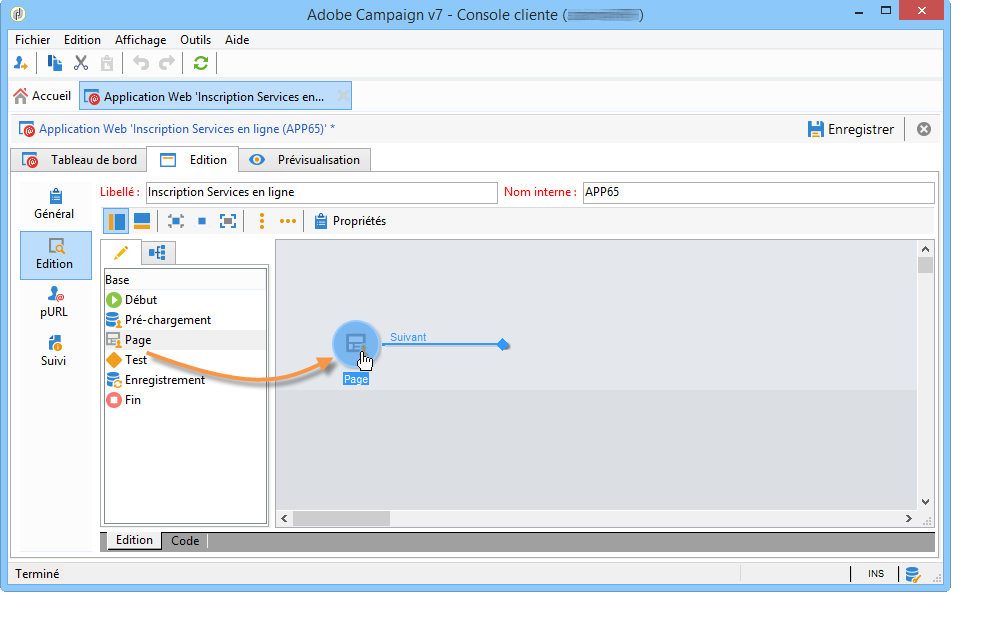 Adobe Campaign v7 - Console cliente ( )
Fichier Edition Affichage Outils Aide
Accueil Application Web 'Inscription Services en...
Application Web 'Inscription Services en ligne (APP65)' * Enregistrer
Tableau de bord Edition Prévisualisation
Général
Edition
pURL
Suivi
Libellé : Inscription Services en ligne Nom interne : APP65
Propriétés
Base
Début
Pré-chargement
Page
Test
Enregistrement
Fin
Suivant
Page
Edition Code
Terminé INS